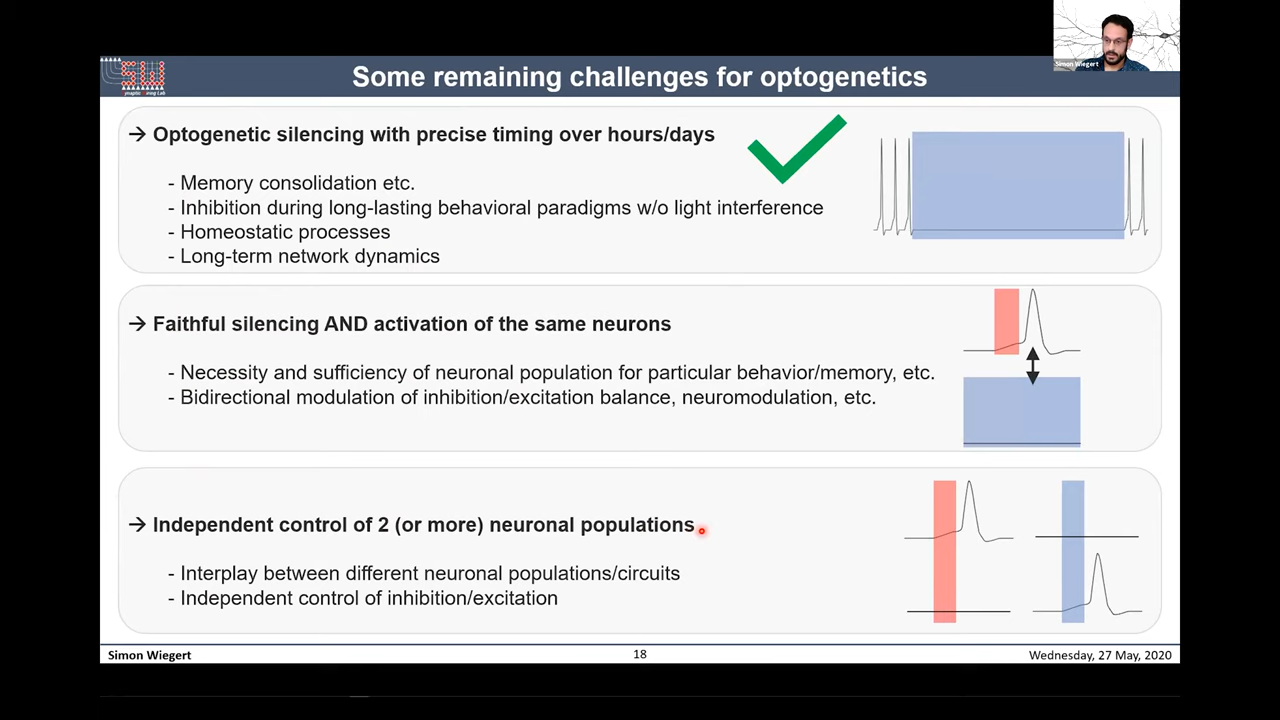 Simon Wiegert
SW
Synaptic Wiring Lab
Some remaining challenges for optogenetics
→ Optogenetic silencing with precise timing over hours/days
- Memory consolidation etc.
- Inhibition during long-lasting behavioral paradigms w/o light interference
- Homeostatic processes
- Long-term network dynamics
→ Faithful silencing AND activation of the same neurons
- Necessity and sufficiency of neuronal population for particular behavior/memory, etc.
- Bidirectional modulation of inhibition/excitation balance, neuromodulation, etc.
→ Independent control of 2 (or more) neuronal populations
- Interplay between different neuronal populations/circuits
- Independent control of inhibition/excitation
Simon Wiegert
18
Wednesday, 27 May, 2020